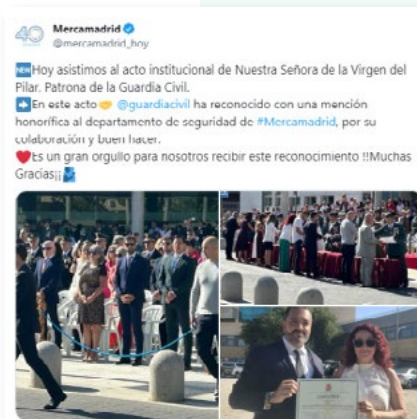 40
Mercamadrid
@mercamadrid_hoy
NEW Hoy asistimos al acto institucional de Nuestra Señora de la Virgen del
Pilar. Patrona de la Guardia Civil.
En este acto @guardiacivil ha reconocido con una mención
honorífica al departamento de seguridad de #Mercamadrid, por su
colaboración y buen hacer.
Es un gran orgullo para nosotros recibir este reconocimiento !!Muchas
Gracias¡¡